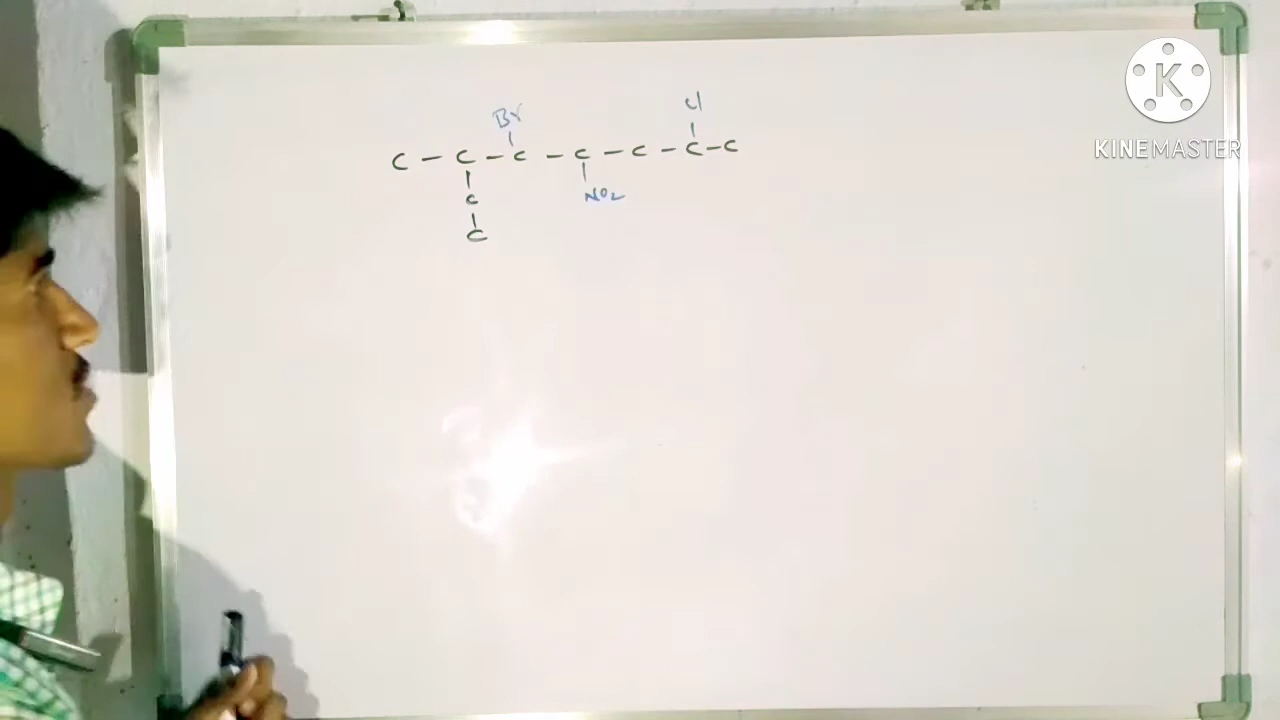 Br Cl
C - C - C - C - C - C - C
C NO2
C
K
KINEMASTER